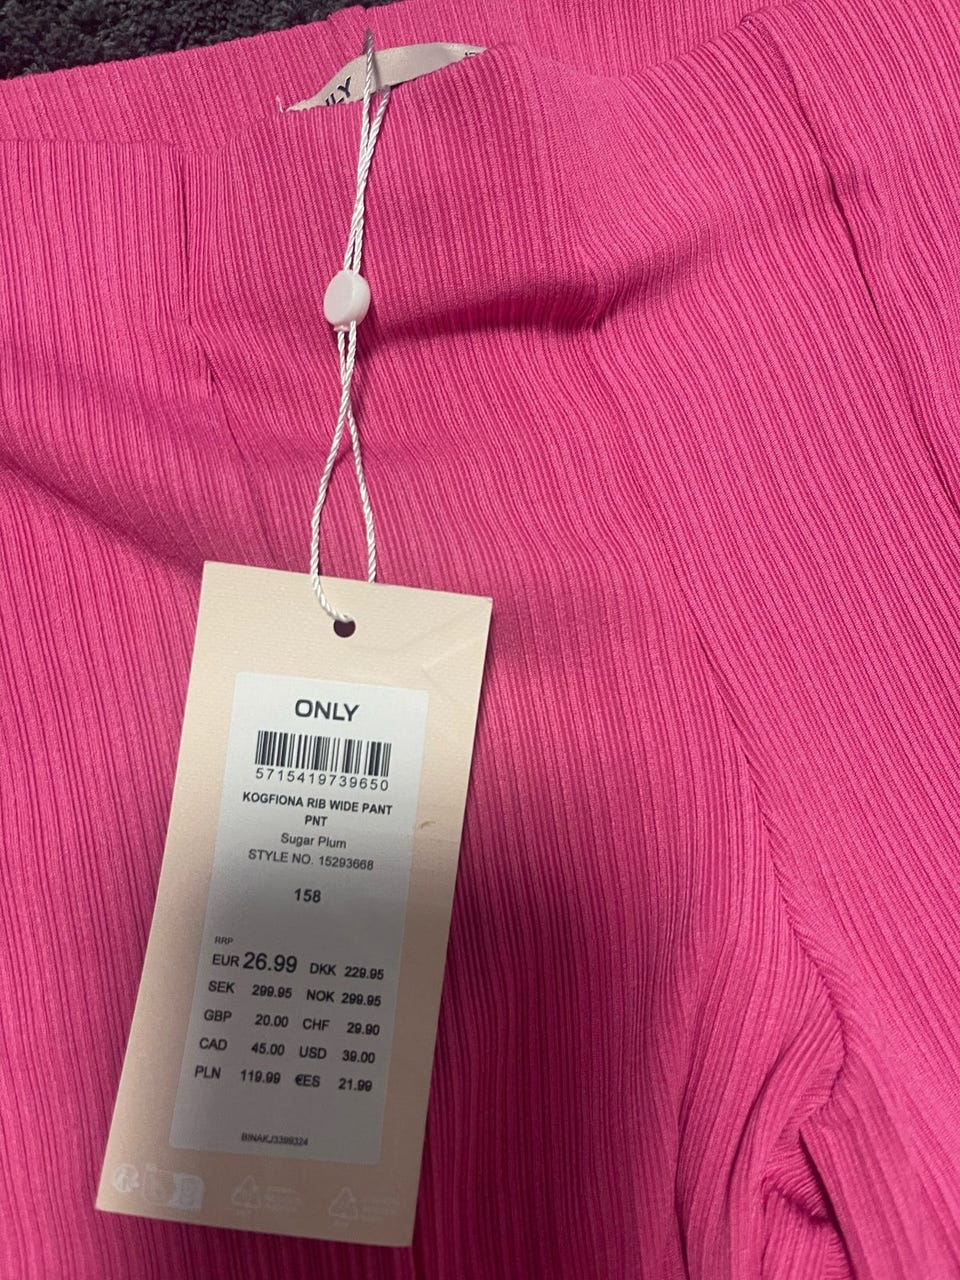 NLY
ONLY
5715419739650
KOGFIONA RIB WIDE PANT
PNT
Sugar Plum
STYLE NO. 15293668
158
RRP
EUR 26.99 DKK 229.95
SEK 299.95 NOK 299.95
GBP 20.00 CHF 29.90
CAD 45.00 USD 39.00
PLN 119.99 €ES 21.99
BINAKJ3399324